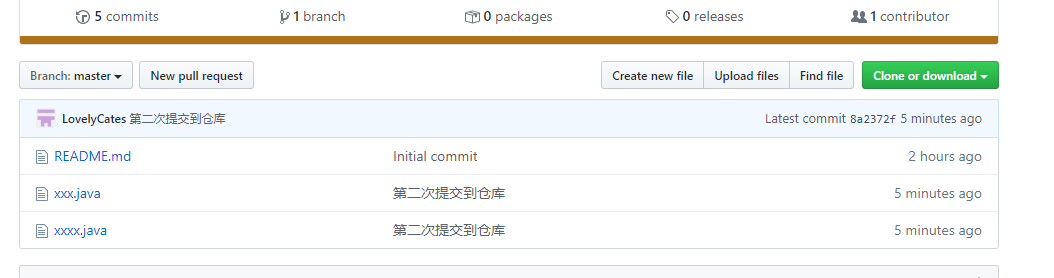 5 commits 1 branch 0 packages 0 releases 1 contributor
Branch: master New pull request Create new file Upload files Find file Clone or download
LovelyCates 第二次提交到仓库 Latest commit 8a2372f 5 minutes ago
README.md Initial commit 2 hours ago
xxx.java 第二次提交到仓库 5 minutes ago
xxxx.java 第二次提交到仓库 5 minutes ago